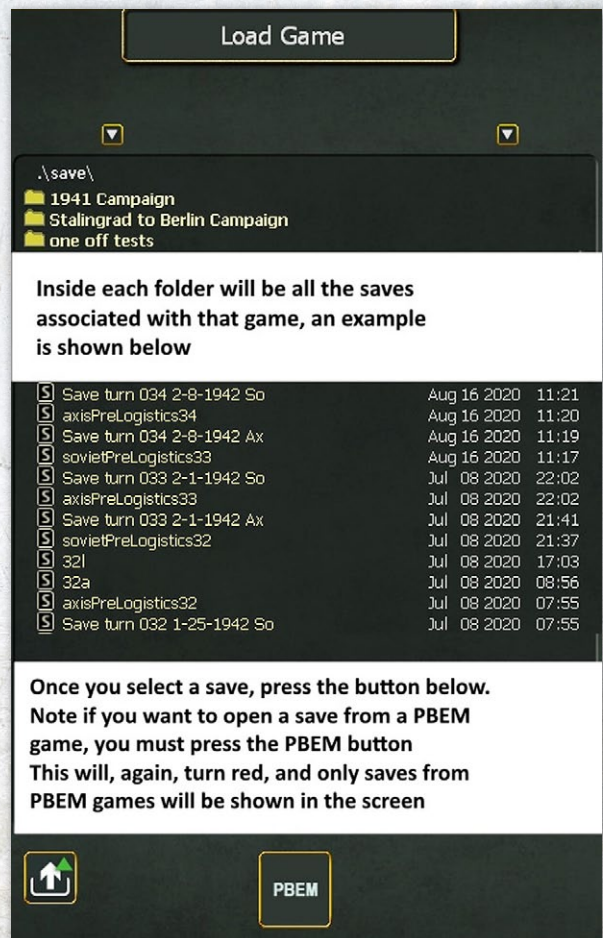 Load Game
.\save\
1941 Campaign
Stalingrad to Berlin Campaign
one off tests
Inside each folder will be all the saves
associated with that game, an example
is shown below
S Save turn 034 2-8-1942 So Aug 16 2020 11:21
S axisPreLogistics34 Aug 16 2020 11:20
S Save turn 034 2-8-1942 Ax Aug 16 2020 11:19
S sovietPreLogistics33 Aug 16 2020 11:17
S Save turn 033 2-1-1942 So Jul 08 2020 22:02
S axisPreLogistics33 Jul 08 2020 22:02
S Save turn 033 2-1-1942 Ax Jul 08 2020 21:41
S sovietPreLogistics32 Jul 08 2020 21:37
S 32l Jul 08 2020 17:03
S 32a Jul 08 2020 08:56
S axisPreLogistics32 Jul 08 2020 07:55
S Save turn 032 1-25-1942 So Jul 08 2020 07:55
Once you select a save, press the button below.
Note if you want to open a save from a PBEM
game, you must press the PBEM button
This will, again, turn red, and only saves from
PBEM games will be shown in the screen
PBEM